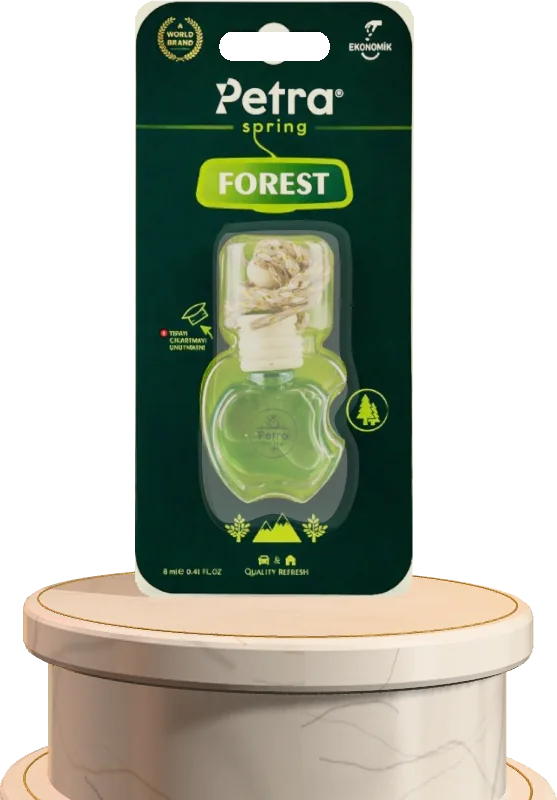 A
WORLD
BRAND
EKONOMİK
Petra®
spring
FOREST
TIPAYI
ÇIKARTMAYI
UNUTMAYIN!
Petra
8 ml e 0.41 FL.OZ
&
QUALITY REFRESH